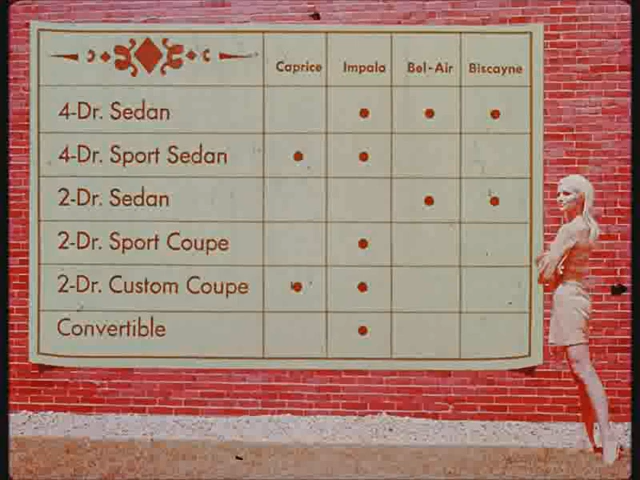 Caprice Impala Bel-Air Biscayne
4-Dr. Sedan
4-Dr. Sport Sedan
2-Dr. Sedan
2-Dr. Sport Coupe
2-Dr. Custom Coupe
Convertible